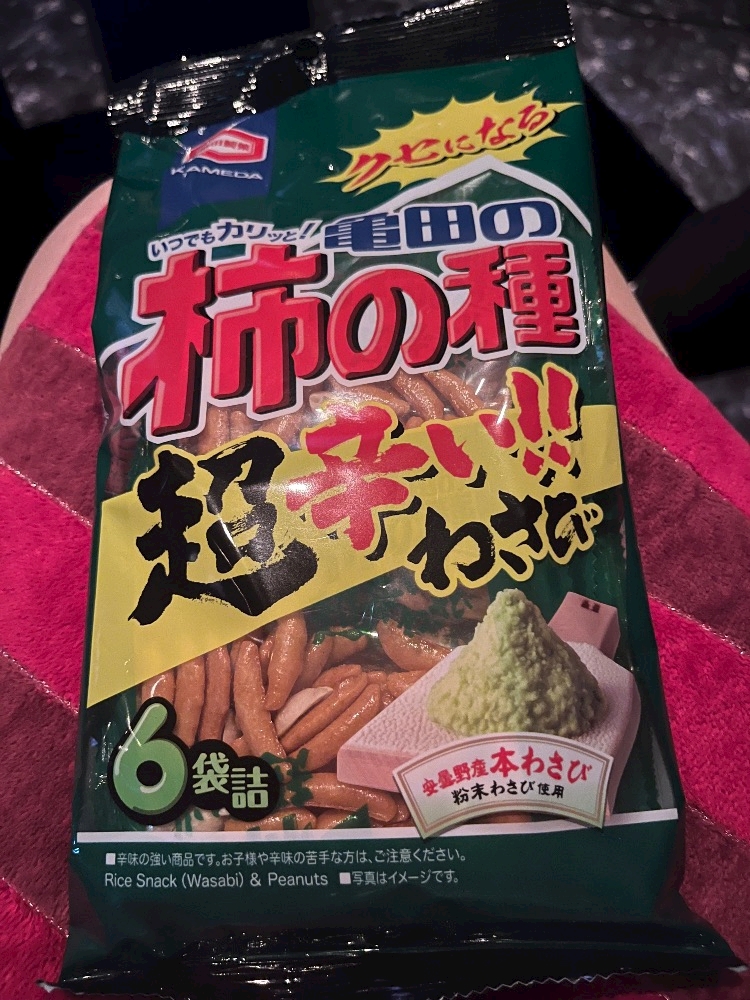 クセになる
亀田製菓
KAMEDA
いつでもカリッと!亀田の
柿の種
超辛い!!
わさび
安曇野産本わさび
粉末わさび使用
6袋詰
■辛味の強い商品です。お子様や辛味の苦手な方は、ご注意ください。
Rice Snack (Wasabi) & Peanuts ■写真はイメージです。